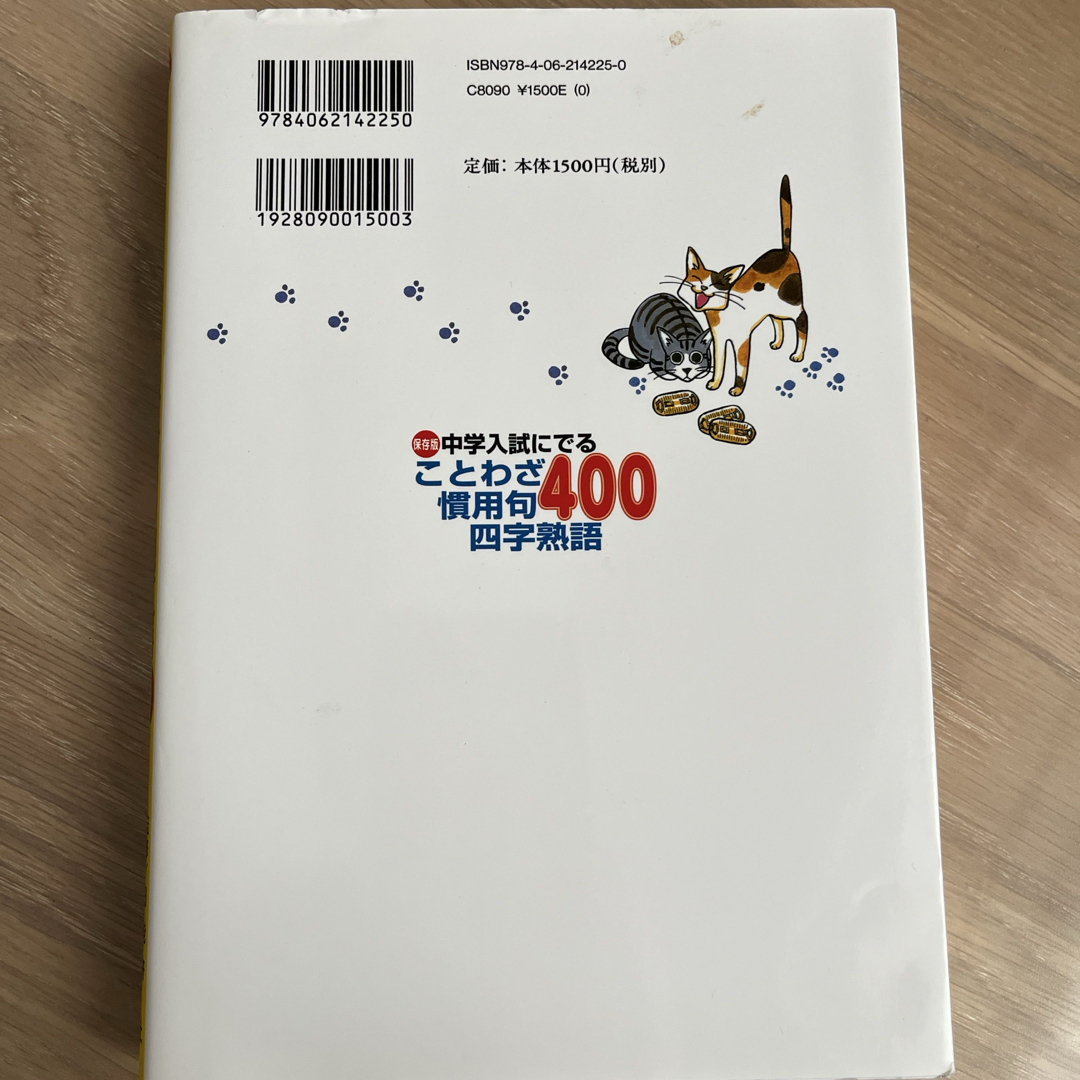 ISBN978-4-06-214225-0
C8090 ¥1500E (0)
9784062142250
定価: 本体1500円(税別)
1928090015003
保存版 中学入試にでる
ことわざ
慣用句 400
四字熟語